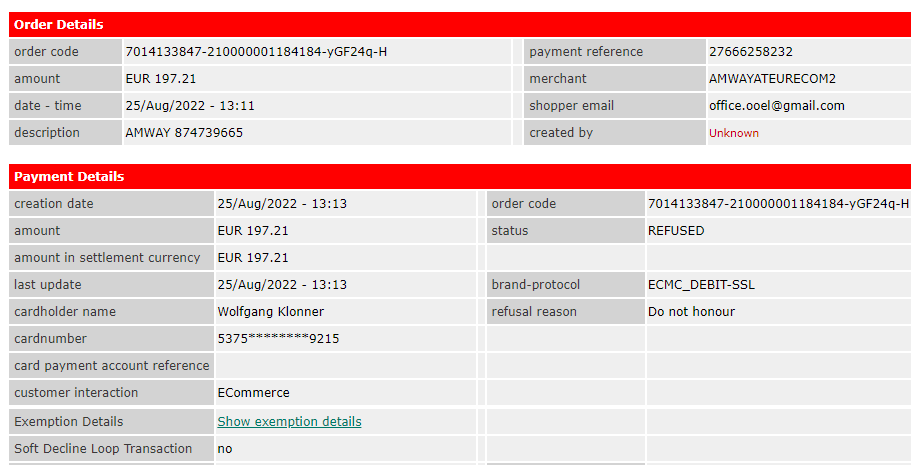 Order Details
order code 7014133847-210000001184184-yGF24q-H payment reference 27666258232
amount EUR 197.21 merchant AMWAYATEURECOM2
date - time 25/Aug/2022 - 13:11 shopper email office.ooel@gmail.com
description AMWAY 874739665 created by Unknown
Payment Details
creation date 25/Aug/2022 - 13:13 order code 7014133847-210000001184184-yGF24q-H
amount EUR 197.21 status REFUSED
amount in settlement currency EUR 197.21
last update 25/Aug/2022 - 13:13 brand-protocol ECMC_DEBIT-SSL
cardholder name Wolfgang Klonner refusal reason Do not honour
cardnumber 5375********9215
card payment account reference
customer interaction ECommerce
Exemption Details Show exemption details
Soft Decline Loop Transaction no